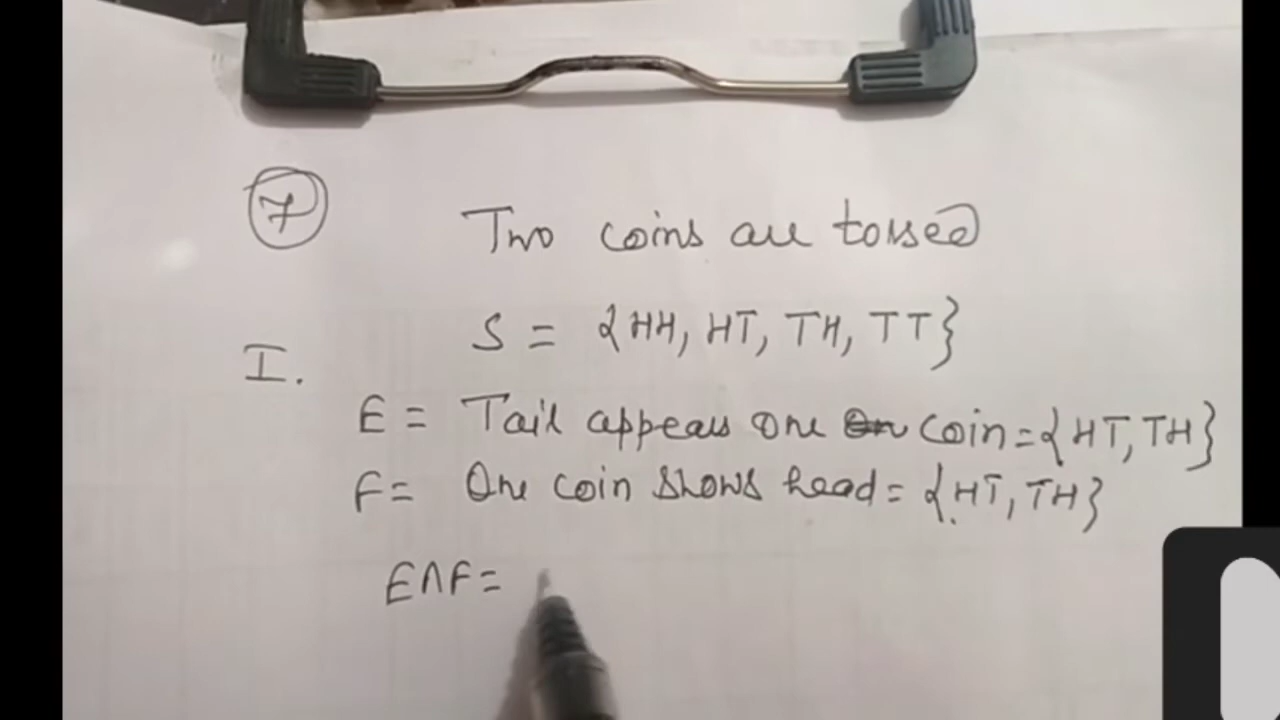 7
Two coins are tossed
S = {HH, HT, TH, TT}
I.
E = Tail appears one coin = {HT, TH}
F = One coin shows head = {HT, TH}
E∩F =